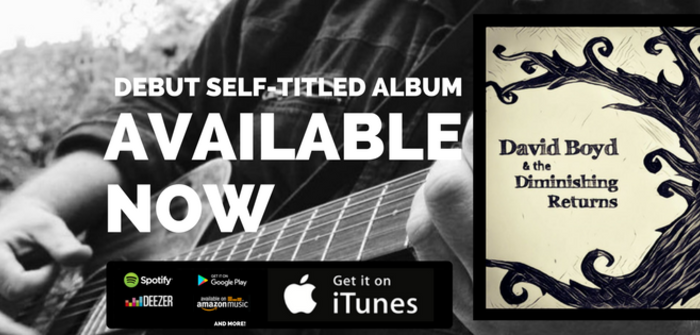 DEBUT SELF-TITLED ALBUM
AVAILABLE
NOW
Spotify
GET IT ON
Google Play
DEEZER
available on
amazon music
AND MORE!
Get it on
iTunes
David Boyd
& the
Diminishing
Returns